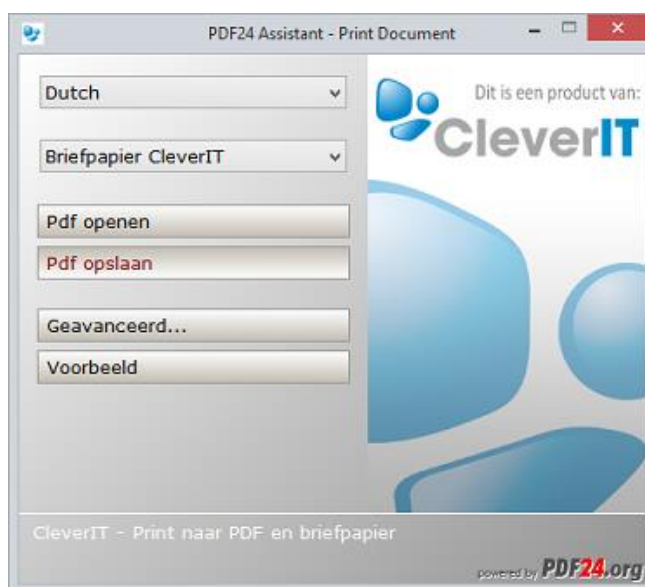 PDF24 Assistant - Print Document
Dutch
Briefpapier CleverIT
Pdf openen
Pdf opslaan
Geavanceerd...
Voorbeeld
Dit is een product van:
CleverIT
CleverIT - Print naar PDF en briefpapier
powered by PDF24.org